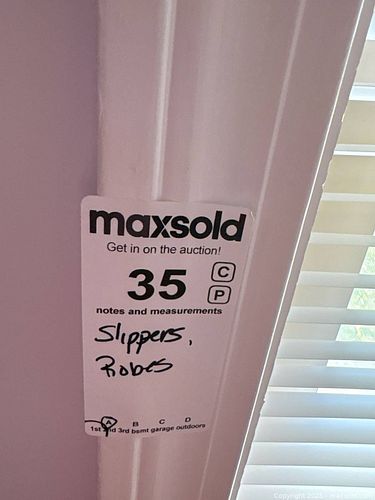 maxsold
Get in on the auction!
35 C
P
notes and measurements
Slippers,
Robes
A B C D
1st 2nd 3rd bsmt garage outdoors